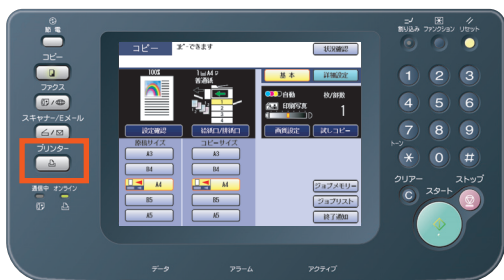 節電
コピー
ファクス
スキャナー/Eメール
プリンター
通信中 オンライン
コピー コピーできます
状況確認
100% 1 A4
普通紙
設定確認
給紙口/排紙口
原稿サイズ コピーサイズ
A3 A3
B4 B4
A4 A4
B5 B5
A5 A5
基本 詳細設定
自動 枚/部数
印刷写真 1
画質設定 試しコピー
ジョブメモリー
ジョブリスト
終了通知
割り込み ファンクション リセット
1 2 3
4 5 6
7 8 9
トーン
* 0 #
クリアー ストップ
C スタート
データ アラーム アクティブ